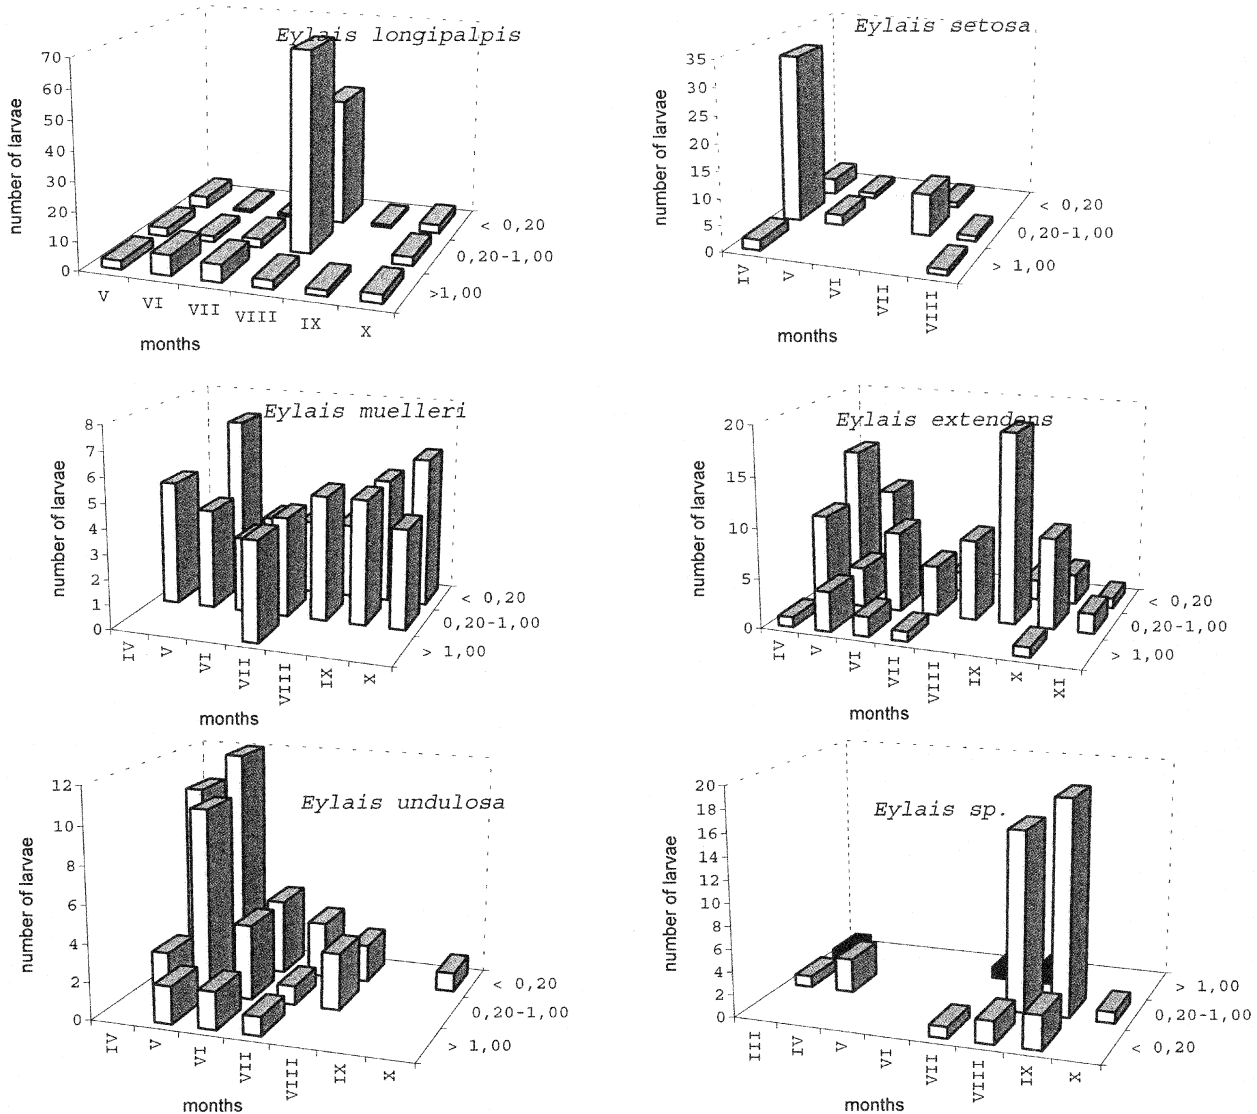 Eylais longipalpis
number of larvae
70
60
50
40
30
20
10
0
V
VI
VII
VIII
IX
X
< 0,20
0,20-1,00
>1,00
months
Eylais setosa
number of larvae
35
30
25
20
15
10
5
0
IV
V
VI
VII
VIII
< 0,20
0,20-1,00
> 1,00
months
Eylais muelleri
number of larvae
8
7
6
5
4
3
2
1
0
IV
V
VI
VII
VIII
IX
X
< 0,20
0,20-1,00
> 1,00
months
Eylais extendens
number of larvae
20
15
10
5
0
IV
V
VI
VII
VIII
IX
X
XI
< 0,20
0,20-1,00
> 1,00
months
Eylais undulosa
number of larvae
12
10
8
6
4
2
0
IV
V
VI
VII
VIII
IX
X
< 0,20
0,20-1,00
> 1,00
months
Eylais sp.
number of larvae
20
18
16
14
12
10
8
6
4
2
0
III
IV
V
VI
VII
VIII
IX
X
> 1,00
0,20-1,00
< 0,20
months